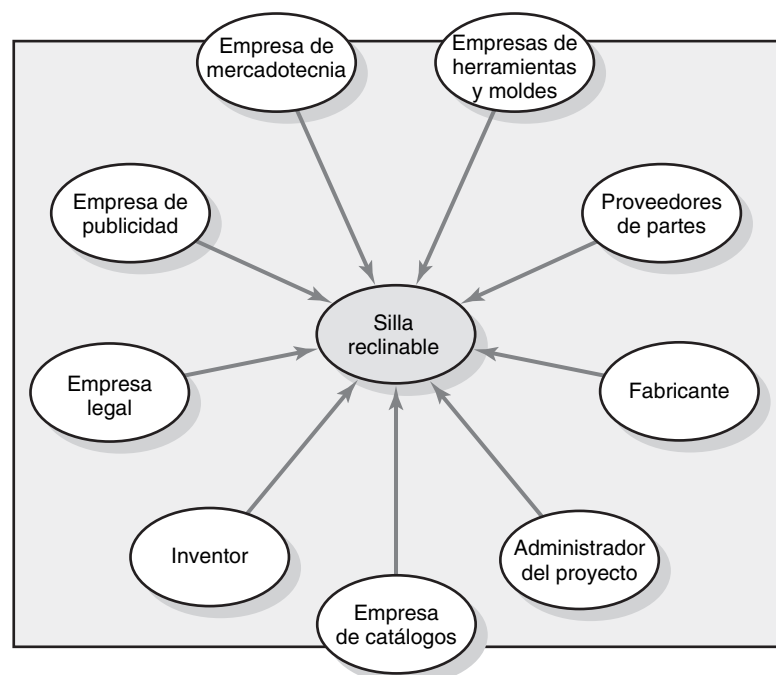 Empresa de
mercadotecnia
Empresas de
herramientas
y moldes
Empresa de
publicidad
Proveedores
de partes
Silla
reclinable
Empresa
legal
Fabricante
Inventor
Administrador
del proyecto
Empresa
de catálogos